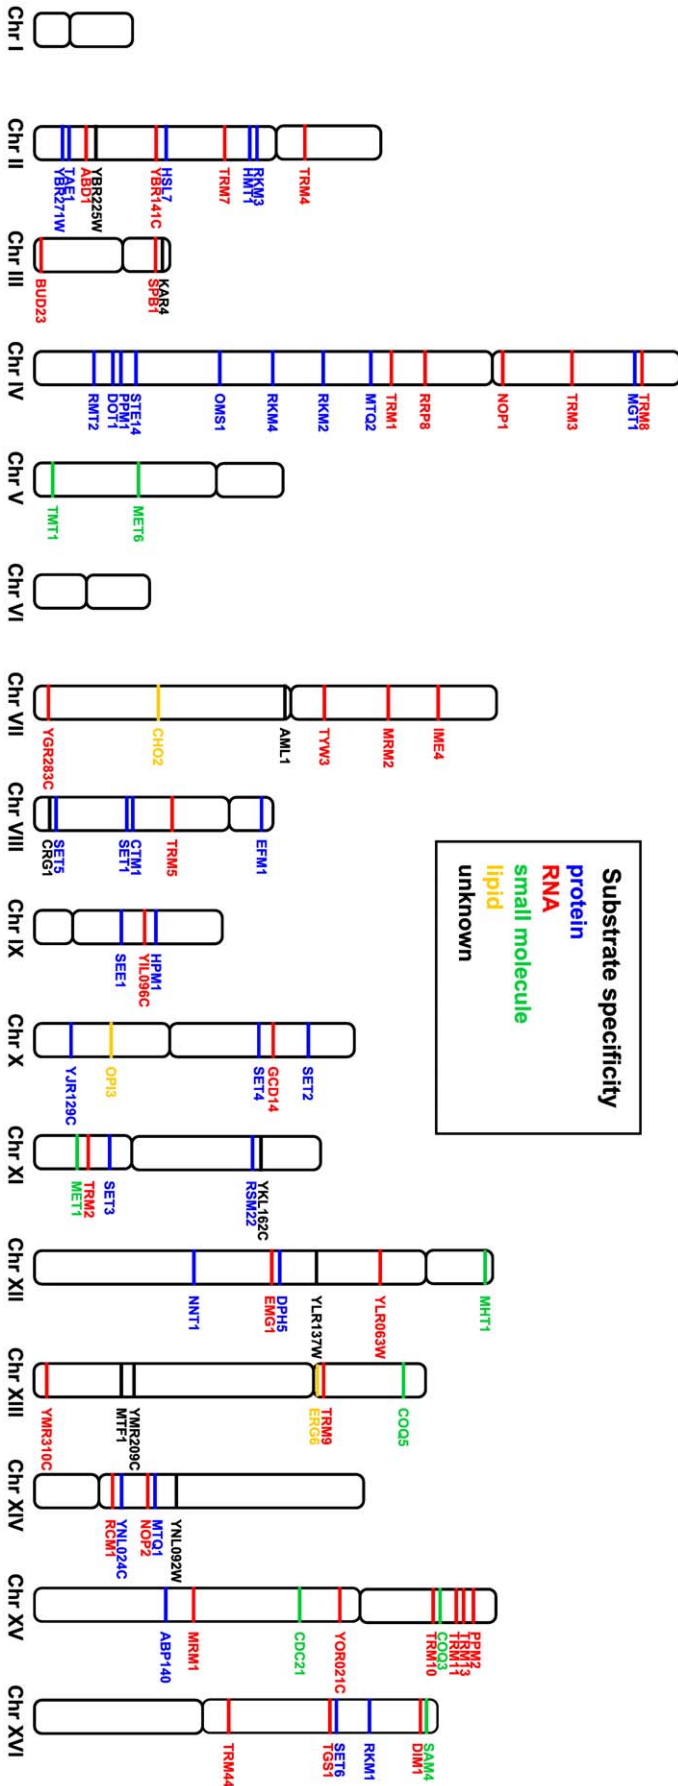 Chr I
Chr II
TRM4
RKM3
HMT1
TRM7
HSL7
YBR141C
YBR225W
ABD1
TAE1
YBR271W
Chr III
KAR4
SPB1
BUD23
Chr IV
TRM8
MGT1
TRM3
NOP1
RRP8
TRM1
MTQ2
RKM2
RKM4
OMS1
STE14
PPM1
DOT1
RMT2
Chr V
MET6
TMT1
Chr VI
Chr VII
IME4
MRM2
TYW3
AML1
CHO2
YGR283C
Chr VIII
EFM1
TRM5
CTM1
SET1
SET5
CRG1
Chr IX
HPM1
YIL096C
SEE1
Chr X
SET2
GCD14
SET4
OPI3
YJR129C
Chr XI
YKL162C
RSM22
SET3
TRM2
MET1
Chr XII
MHT1
YLR063W
YLR137W
DPH5
EMG1
NNT1
Chr XIII
COQ5
TRM9
ERG6
YMR209C
MTF1
YMR310C
Chr XIV
YNL092W
MTQ1
NOP2
YNL024C
RCM1
Chr XV
PPM2
TRM13
TRM11
COQ3
TRM10
YOR021C
CDC21
MRM1
ABP140
Chr XVI
SAM4
DIM1
RKM1
SET6
TGS1
TRM44
Substrate specificity
protein
RNA
small molecule
lipid
unknown